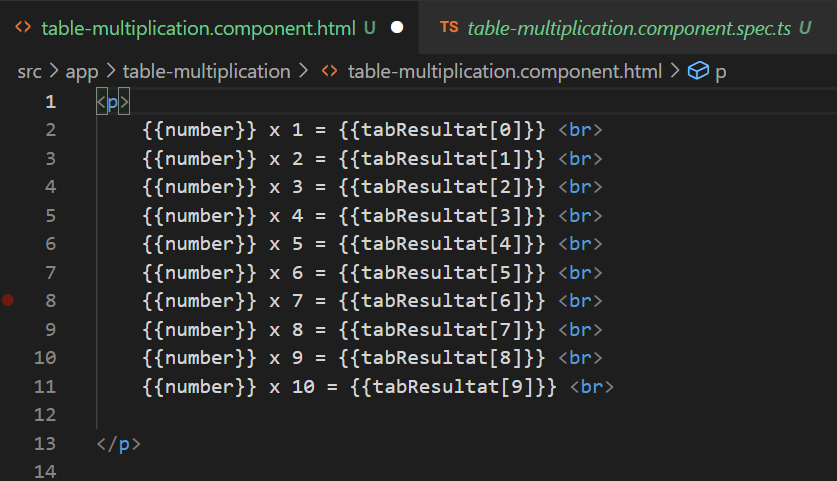 <> table-multiplication.component.html U ● TS table-multiplication.component.spec.ts U
src > app > table-multiplication > <> table-multiplication.component.html > p
1 <p>
2 {{number}} x 1 = {{tabResultat[0]}} <br>
3 {{number}} x 2 = {{tabResultat[1]}} <br>
4 {{number}} x 3 = {{tabResultat[2]}} <br>
5 {{number}} x 4 = {{tabResultat[3]}} <br>
6 {{number}} x 5 = {{tabResultat[4]}} <br>
7 {{number}} x 6 = {{tabResultat[5]}} <br>
8 {{number}} x 7 = {{tabResultat[6]}} <br>
9 {{number}} x 8 = {{tabResultat[7]}} <br>
10 {{number}} x 9 = {{tabResultat[8]}} <br>
11 {{number}} x 10 = {{tabResultat[9]}} <br>
12
13 </p>
14